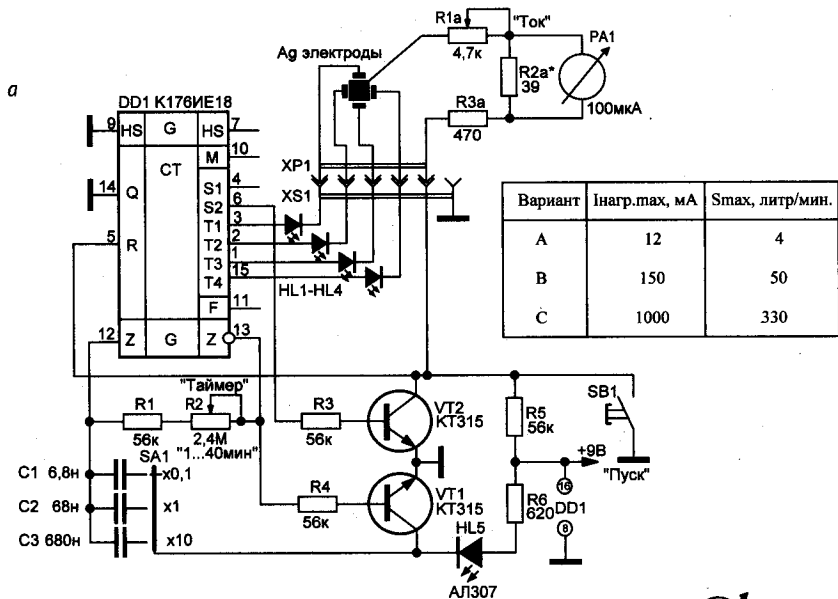 а
DD1 К176ИЕ18
9 HS G HS 7
CT
M 10
14 Q
S1 4
S2 6
5 R
T1 3
T2 2
T3 1
T4 15
F 11
12 Z G Z 13
Ag электроды
R1a "Ток"
4,7к
R2a*
39
PA1
100мкА
R3a
470
XP1
XS1
HL1-HL4
Вариант Iнагр.max, мА Smax, литр/мин.
A 12 4
B 150 50
C 1000 330
"Таймер"
R1
56к
R2
2,4М
"1...40мин"
SA1
C1 6,8н x0,1
C2 68н x1
C3 680н x10
R3
56к
R4
56к
VT2
КТ315
VT1
КТ315
HL5
АЛ307
R5
56к
R6
620
+9В
16
DD1
8
SB1
"Пуск"